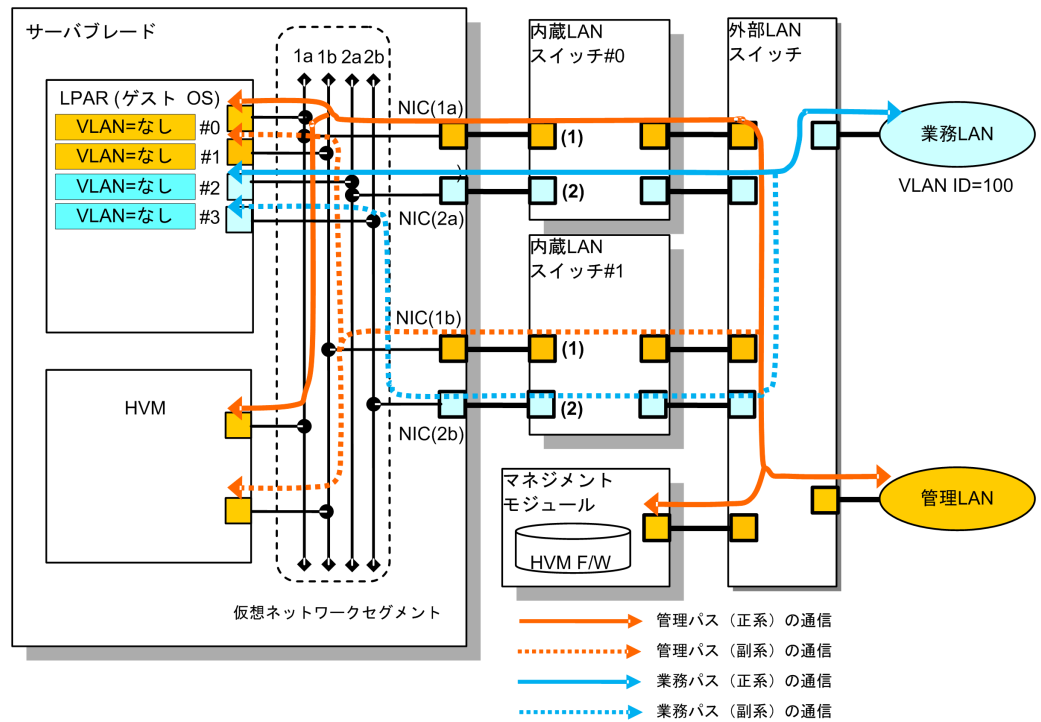 サーバブレード
1a 1b 2a 2b
LPAR (ゲスト OS)
VLAN=なし #0
VLAN=なし #1
VLAN=なし #2
VLAN=なし #3
HVM
仮想ネットワークセグメント
NIC(1a)
)
NIC(2a)
NIC(1b)
NIC(2b)
内蔵LAN
スイッチ#0
(1)
(2)
内蔵LAN
スイッチ#1
(1)
(2)
マネジメント
モジュール
HVM F/W
外部LAN
スイッチ
業務LAN
VLAN ID=100
管理LAN
管理パス（正系）の通信
管理パス（副系）の通信
業務パス（正系）の通信
業務パス（副系）の通信